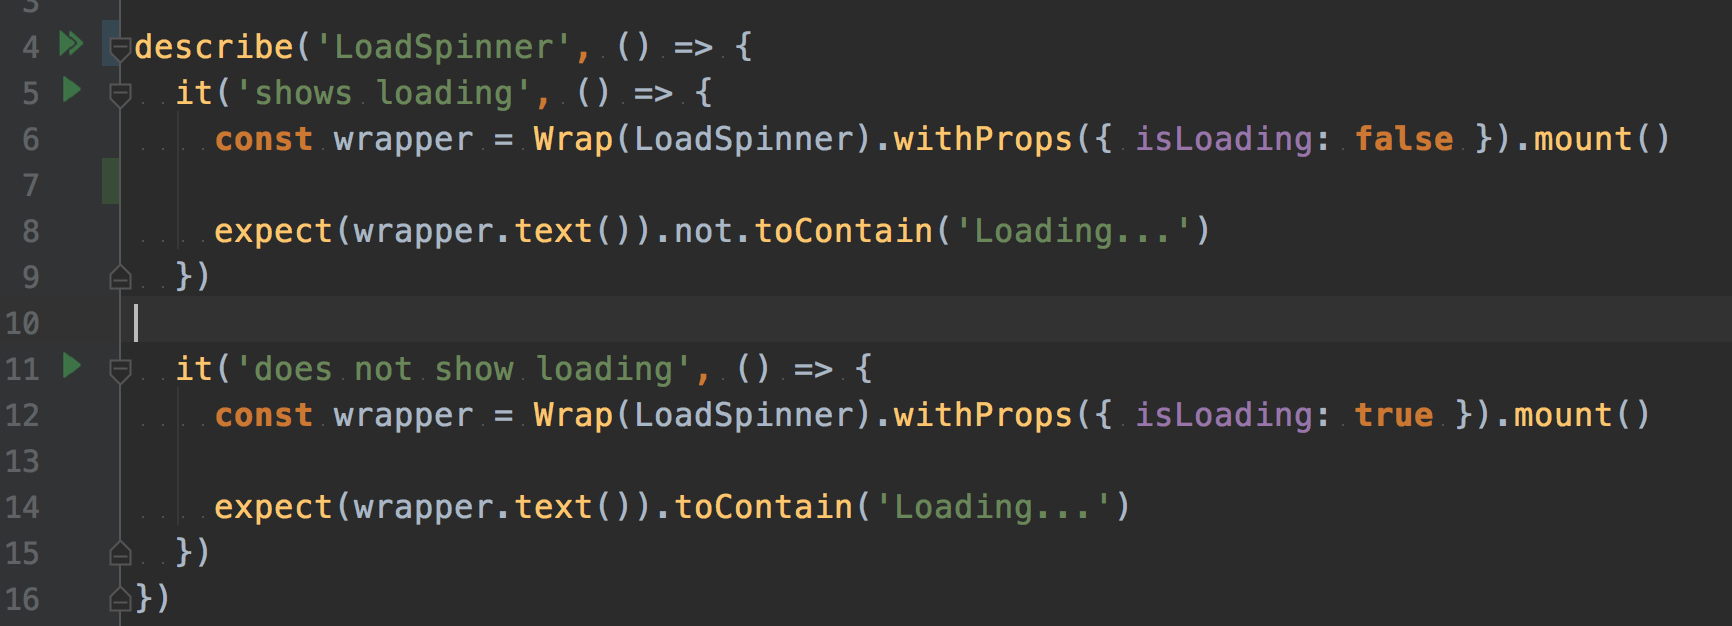 3
4 describe('LoadSpinner', () => {
5   it('shows loading', () => {
6     const wrapper = Wrap(LoadSpinner).withProps({ isLoading: false }).mount()
7
8     expect(wrapper.text()).not.toContain('Loading...')
9   })
10
11   it('does not show loading', () => {
12     const wrapper = Wrap(LoadSpinner).withProps({ isLoading: true }).mount()
13
14     expect(wrapper.text()).toContain('Loading...')
15   })
16 })